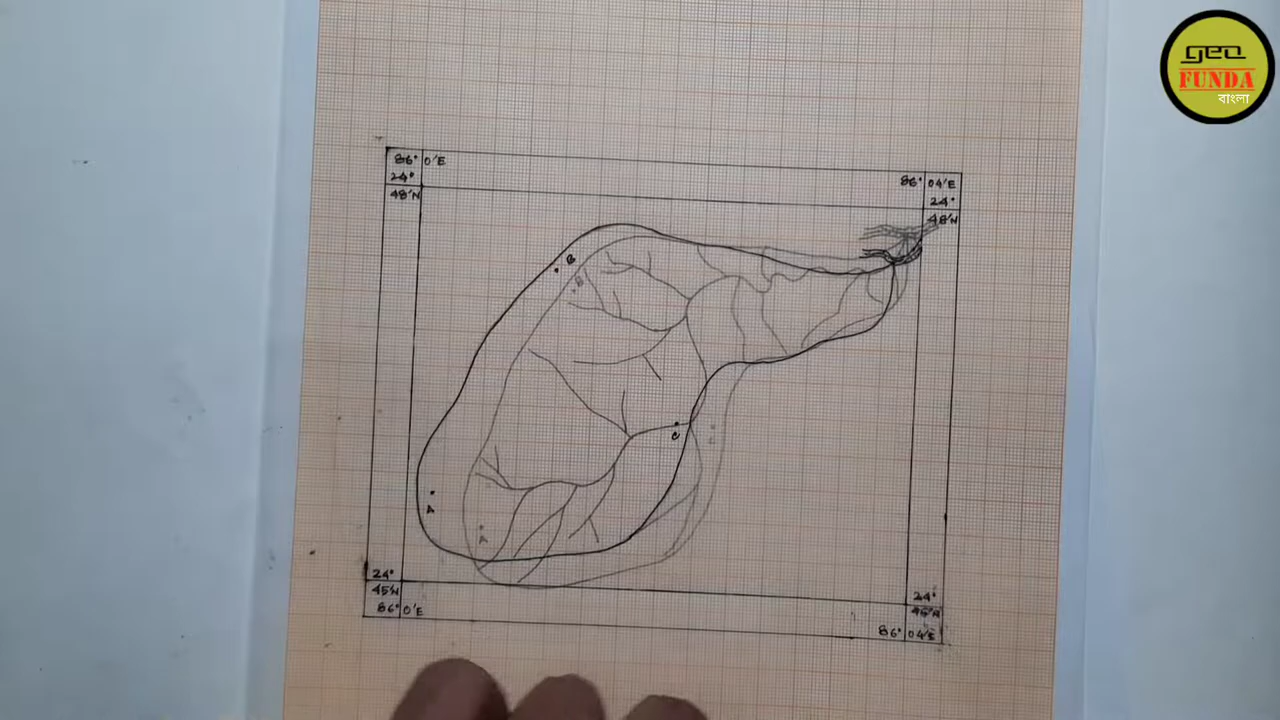 geo
FUNDA
বাংলা
86° 0'E
24°
48'N
86° 04'E
24°
48'N
B
B
C
C
A
A
24°
45'N
86° 0'E
24°
45'N
86° 04'E